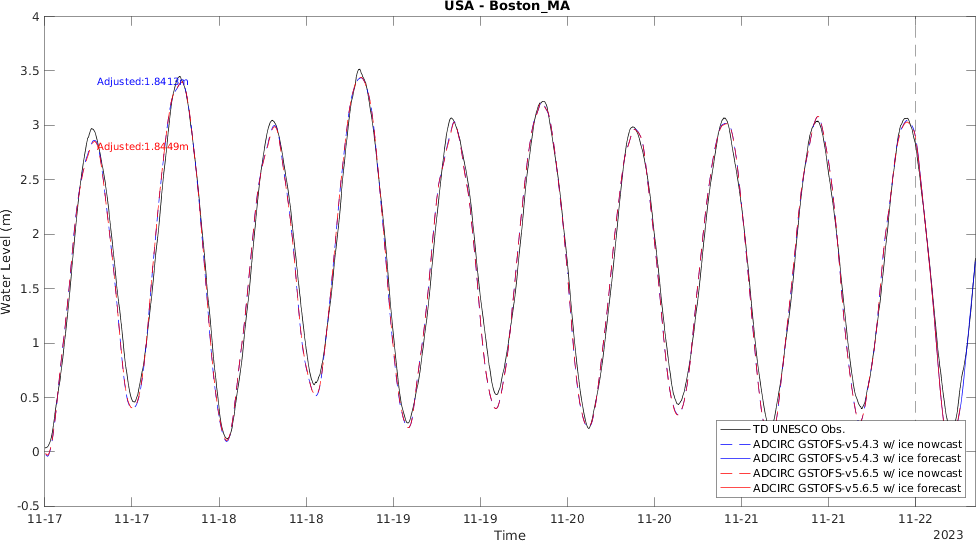 USA - Boston_MA
4
3.5
3
2.5
2
1.5
1
0.5
0
-0.5
Water Level (m)
Adjusted:1.8413m
Adjusted:1.8449m
TD UNESCO Obs.
ADCIRC GSTOFS-v5.4.3 w/ ice nowcast
ADCIRC GSTOFS-v5.4.3 w/ ice forecast
ADCIRC GSTOFS-v5.6.5 w/ ice nowcast
ADCIRC GSTOFS-v5.6.5 w/ ice forecast
11-17 11-17 11-18 11-18 11-19 11-19 11-20 11-20 11-21 11-21 11-22
Time
2023